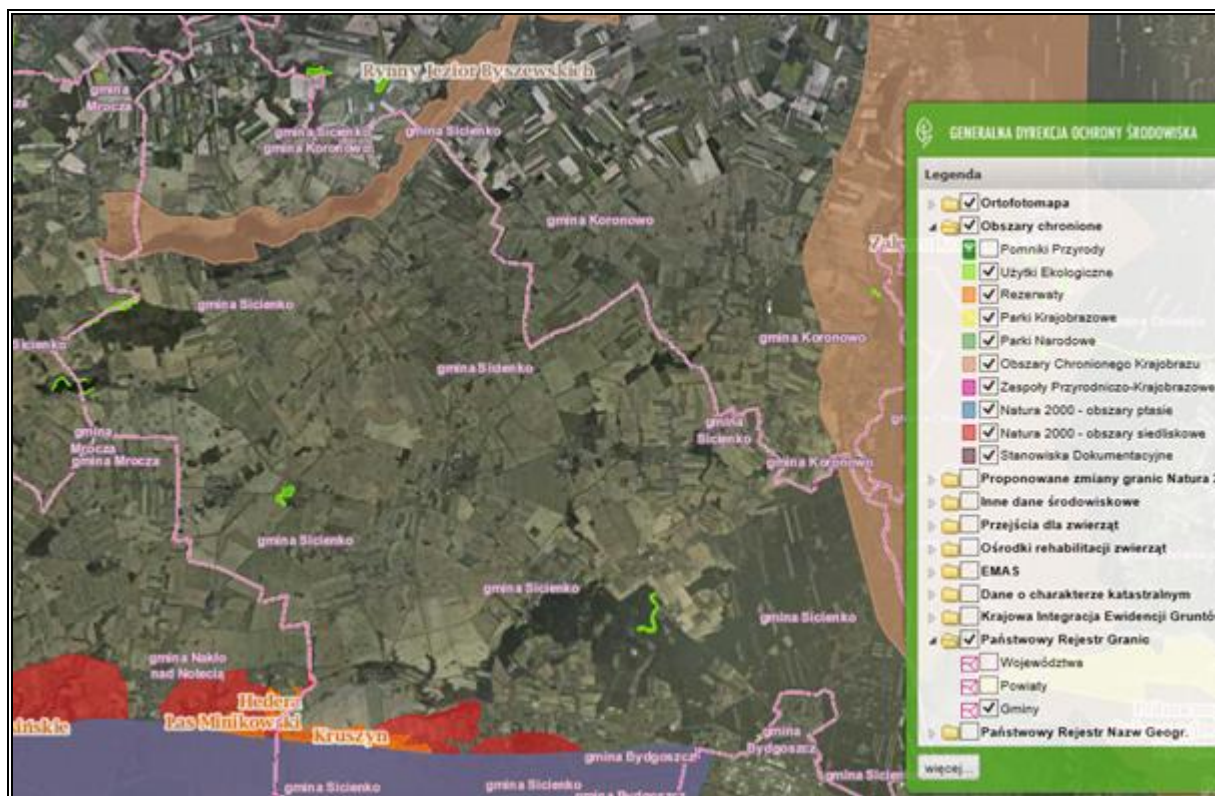 Rynny Jezior Byszewskich
gmina
Mrocza
gmina Sicienko
gmina Koronowo
gmina Sicienko
gmina Koronowo
gmina Sicienko
gmina Koronowo
Sicienko
gmina Sicienko
gmina
Sicienko
gmina
Mrocza
gmina Mrocza
gmina Koronowo
gmina Sicienko
gmina Sicienko
gmina Sicienko
gmina Nakło
nad Notecią
Hedera
Las Minikowski
Kruszyn
gmina
Bydgoszcz
gmina Bydgoszcz
gmina Sicienko
gmina Sicienko
gmina Bydgoszcz
gmina Sicien
GENERALNA DYREKCJA OCHRONY ŚRODOWISKA
Legenda
Ortofotomapa
Obszary chronione
Pomniki Przyrody
Użytki Ekologiczne
Rezerwaty
Parki Krajobrazowe
Parki Narodowe
Obszary Chronionego Krajobrazu
Zespoły Przyrodniczo-Krajobrazowe
Natura 2000 - obszary ptasie
Natura 2000 - obszary siedliskowe
Stanowiska Dokumentacyjne
Proponowane zmiany granic Natura 2
Inne dane środowiskowe
Przejścia dla zwierząt
Ośrodki rehabilitacji zwierząt
EMAS
Dane o charakterze katastralnym
Krajowa Integracja Ewidencji Gruntó
Państwowy Rejestr Granic
Województwa
Powiaty
Gminy
Państwowy Rejestr Nazw Geogr.
więcej...